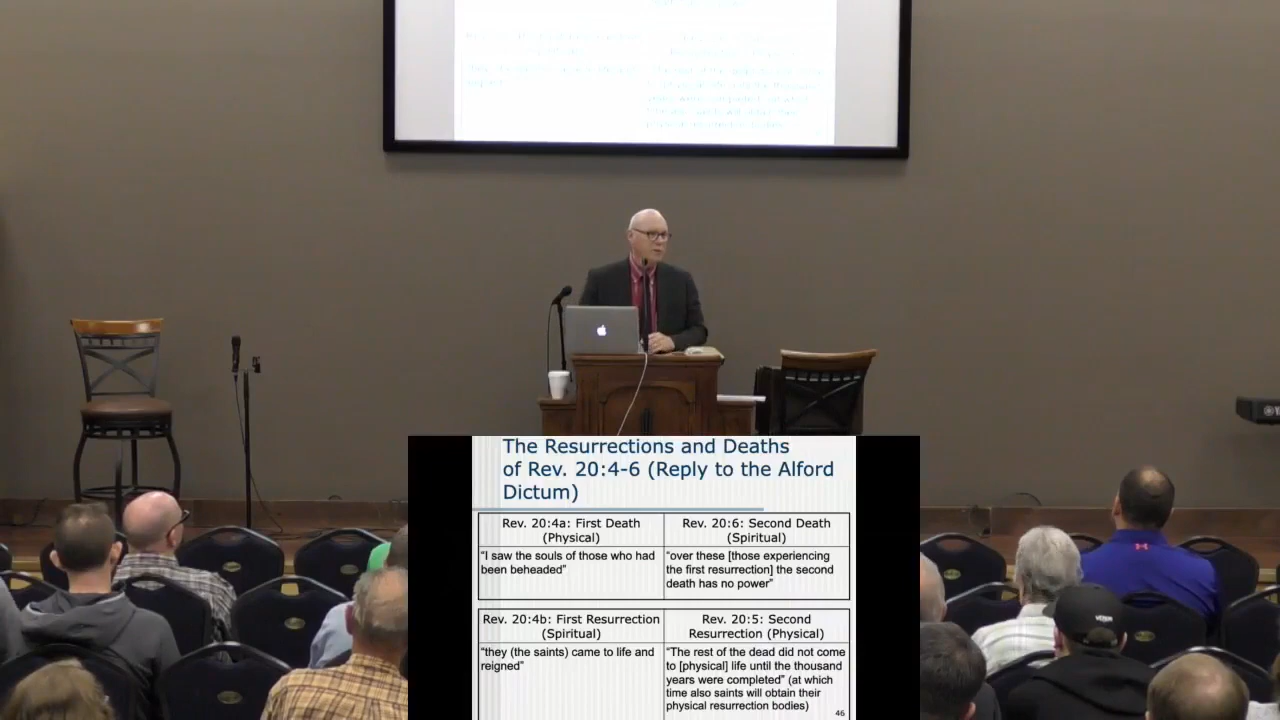 The Resurrections and Deaths
of Rev. 20:4-6 (Reply to the Alford
Dictum)
Rev. 20:4a: First Death
(Physical)
Rev. 20:6: Second Death
(Spiritual)
“I saw the souls of those who had
been beheaded”
“over these [those experiencing
the first resurrection] the second
death has no power”
Rev. 20:4b: First Resurrection
(Spiritual)
Rev. 20:5: Second
Resurrection (Physical)
“they (the saints) came to life and
reigned”
“The rest of the dead did not come
to [physical] life until the thousand
years were completed” (at which
time also saints will obtain their
physical resurrection bodies)
46